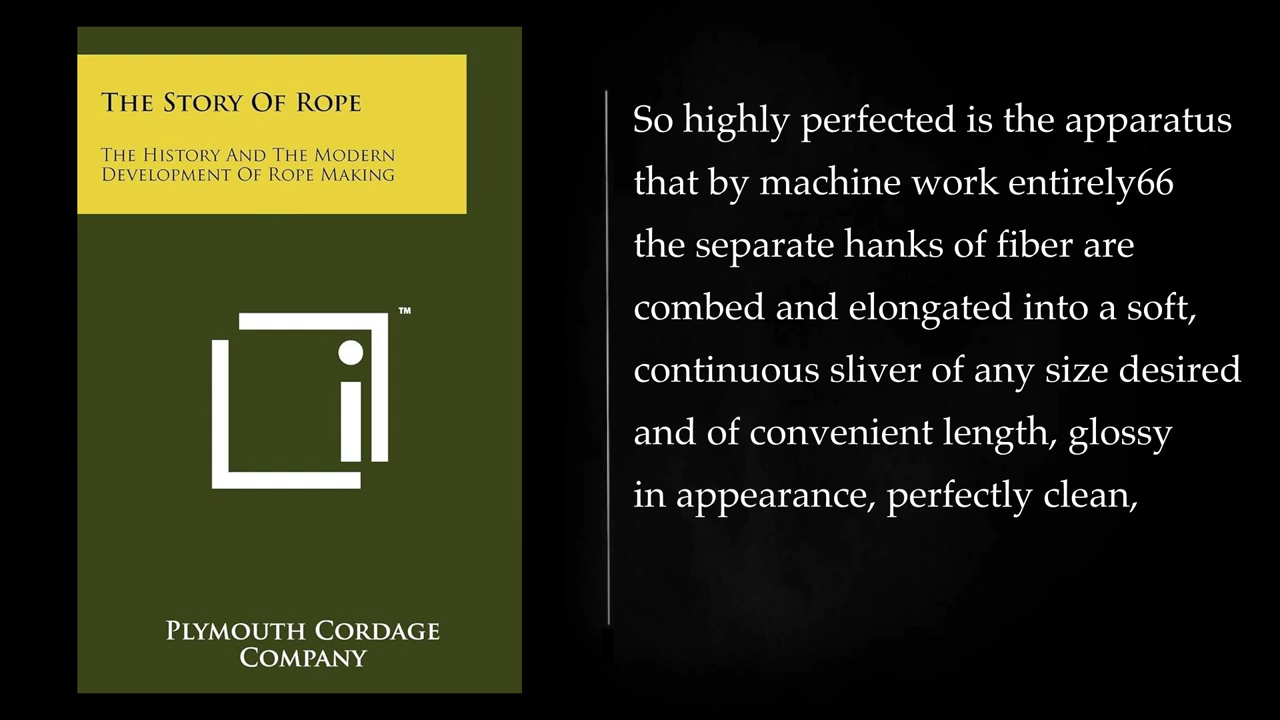 The Story Of Rope
The History And The Modern
Development Of Rope Making
™
Plymouth Cordage
Company
So highly perfected is the apparatus
that by machine work entirely66
the separate hanks of fiber are
combed and elongated into a soft,
continuous sliver of any size desired
and of convenient length, glossy
in appearance, perfectly clean,